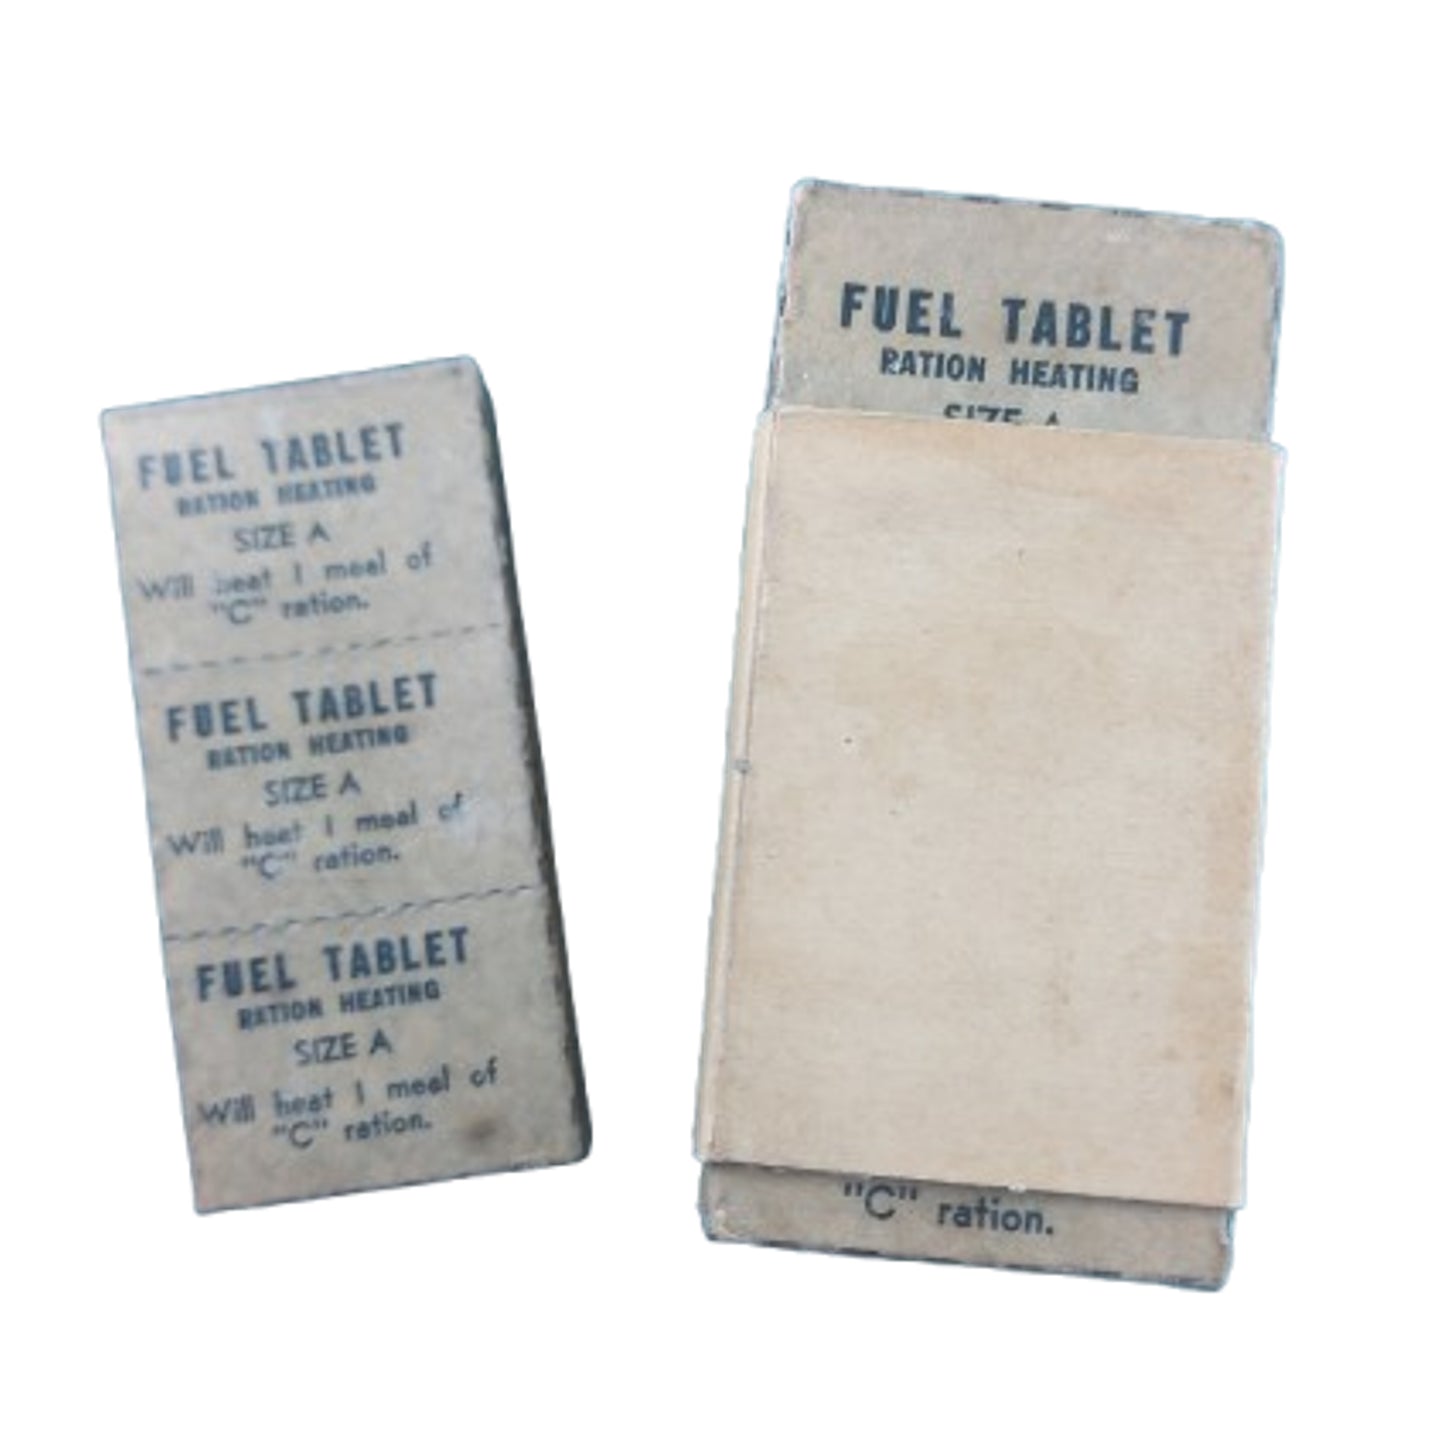 FUEL TABLET
RATION HEATING
SIZE A
Will heat 1 meal of
"C" ration.
FUEL TABLET
RATION HEATING
SIZE A
Will heat 1 meal of
"C" ration.
FUEL TABLET
RATION HEATING
SIZE A
Will heat 1 meal of
"C" ration.
FUEL TABLET
RATION HEATING
SIZE A
"C" ration.